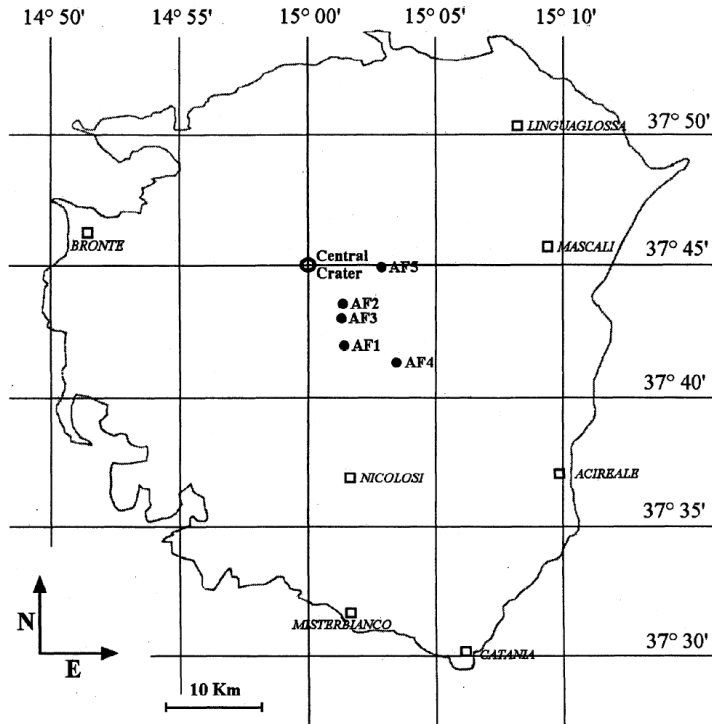 14° 50' 14° 55' 15° 00' 15° 05' 15° 10'
LINGUAGLOSSA
37° 50'
BRONTE
MASCALI
Central
Crater
AF5
37° 45'
AF2
AF3
AF1
AF4
37° 40'
NICOLOSI
ACIREALE
37° 35'
N
E
MISTERBIANCO
CATANIA
37° 30'
10 Km